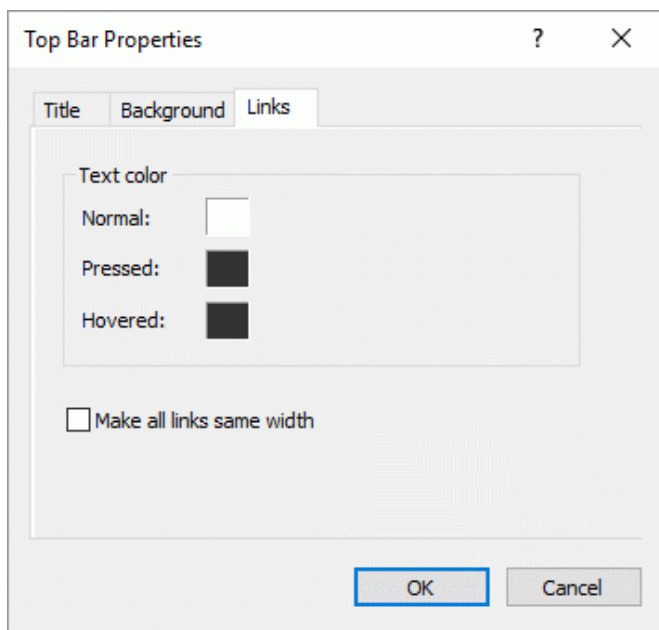 Top Bar Properties ?
Title Background Links
Text color
Normal:
Pressed:
Hovered:
Make all links same width
OK Cancel